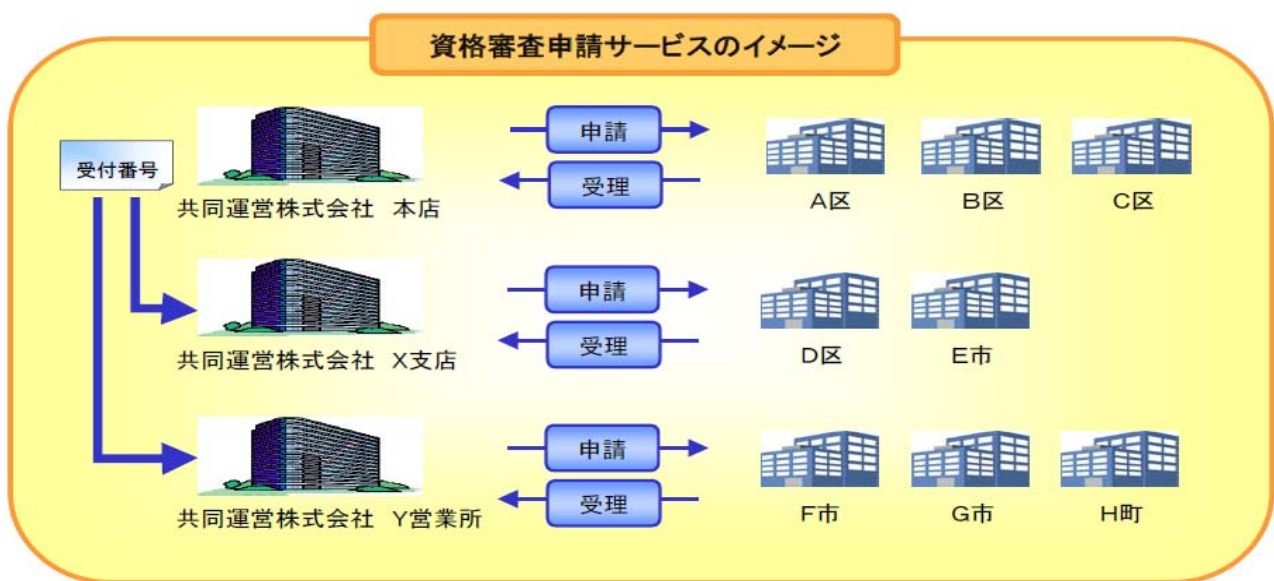 資格審査申請サービスのイメージ
受付番号
共同運営株式会社 本店
申請
受理
A区 B区 C区
共同運営株式会社 X支店
申請
受理
D区 E市
共同運営株式会社 Y営業所
申請
受理
F市 G市 H町